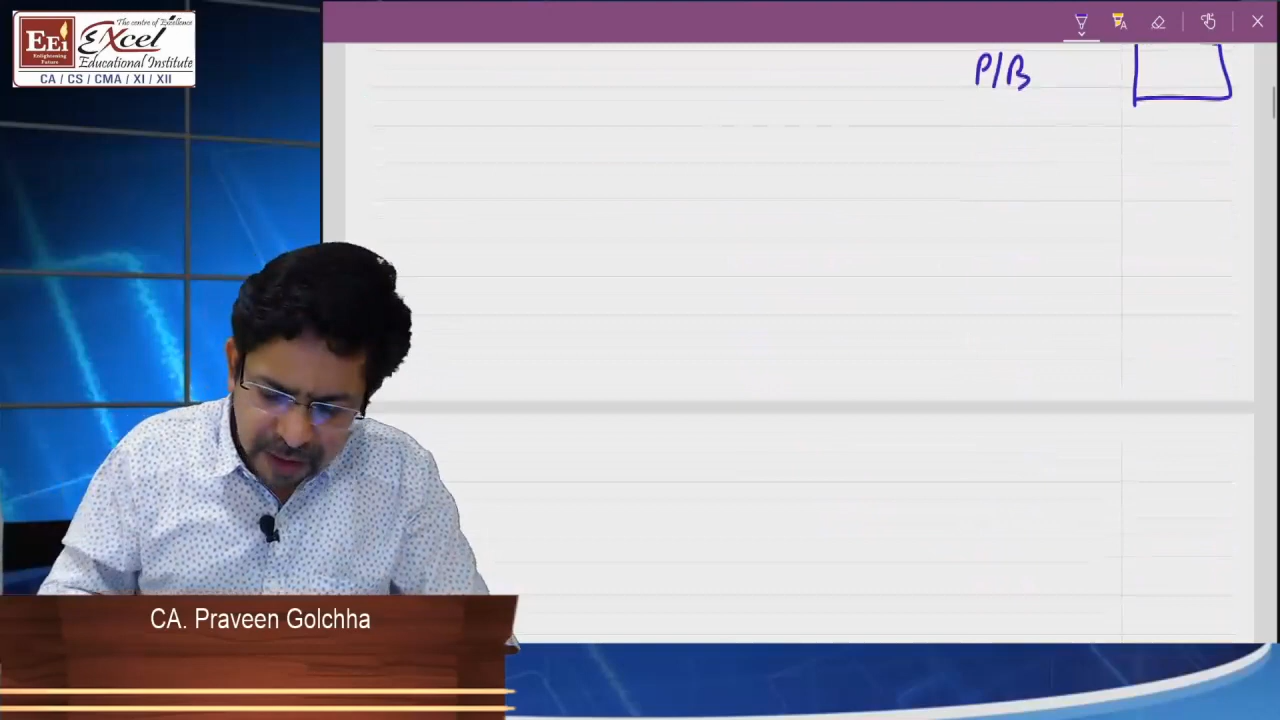 EEi
Enlightening
Future
The centre of Excellence
Excel
Educational Institute
CA / CS / CMA / XI / XII
P/B
CA. Praveen Golchha